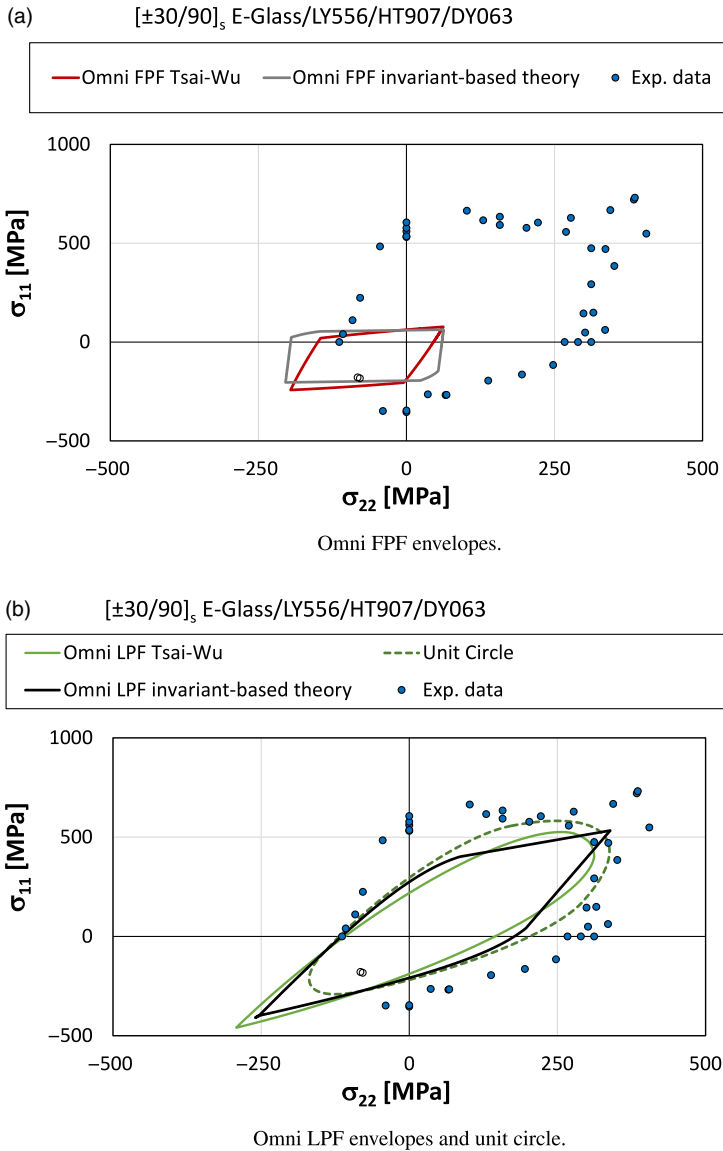 (a)
[±30/90]s E-Glass/LY556/HT907/DY063
Omni FPF Tsai-Wu Omni FPF invariant-based theory Exp. data
1000
500
0
−500
−500 −250 0 250 500
σ11 [MPa]
σ22 [MPa]
Omni FPF envelopes.
(b)
[±30/90]s E-Glass/LY556/HT907/DY063
Omni LPF Tsai-Wu Unit Circle
Omni LPF invariant-based theory Exp. data
1000
500
0
−500
−500 −250 0 250 500
σ11 [MPa]
σ22 [MPa]
Omni LPF envelopes and unit circle.